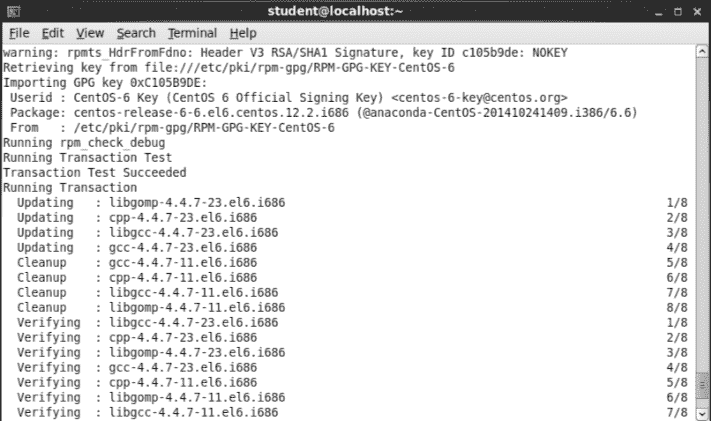 student@localhost:~
File Edit View Search Terminal Help
warning: rpmts_HdrFromFdno: Header V3 RSA/SHA1 Signature, key ID c105b9de: NOKEY
Retrieving key from file:///etc/pki/rpm-gpg/RPM-GPG-KEY-CentOS-6
Importing GPG key 0xC105B9DE:
 Userid : CentOS-6 Key (CentOS 6 Official Signing Key) <centos-6-key@centos.org>
 Package: centos-release-6-6.el6.centos.12.2.i686 (@anaconda-CentOS-201410241409.i386/6.6)
 From   : /etc/pki/rpm-gpg/RPM-GPG-KEY-CentOS-6
Running rpm_check_debug
Running Transaction Test
Transaction Test Succeeded
Running Transaction
  Updating   : libgomp-4.4.7-23.el6.i686 1/8
  Updating   : cpp-4.4.7-23.el6.i686 2/8
  Updating   : libgcc-4.4.7-23.el6.i686 3/8
  Updating   : gcc-4.4.7-23.el6.i686 4/8
  Cleanup    : gcc-4.4.7-11.el6.i686 5/8
  Cleanup    : cpp-4.4.7-11.el6.i686 6/8
  Cleanup    : libgcc-4.4.7-11.el6.i686 7/8
  Cleanup    : libgomp-4.4.7-11.el6.i686 8/8
  Verifying  : libgcc-4.4.7-23.el6.i686 1/8
  Verifying  : cpp-4.4.7-23.el6.i686 2/8
  Verifying  : libgomp-4.4.7-23.el6.i686 3/8
  Verifying  : gcc-4.4.7-23.el6.i686 4/8
  Verifying  : cpp-4.4.7-11.el6.i686 5/8
  Verifying  : libgomp-4.4.7-11.el6.i686 6/8
  Verifying  : libgcc-4.4.7-11.el6.i686 7/8